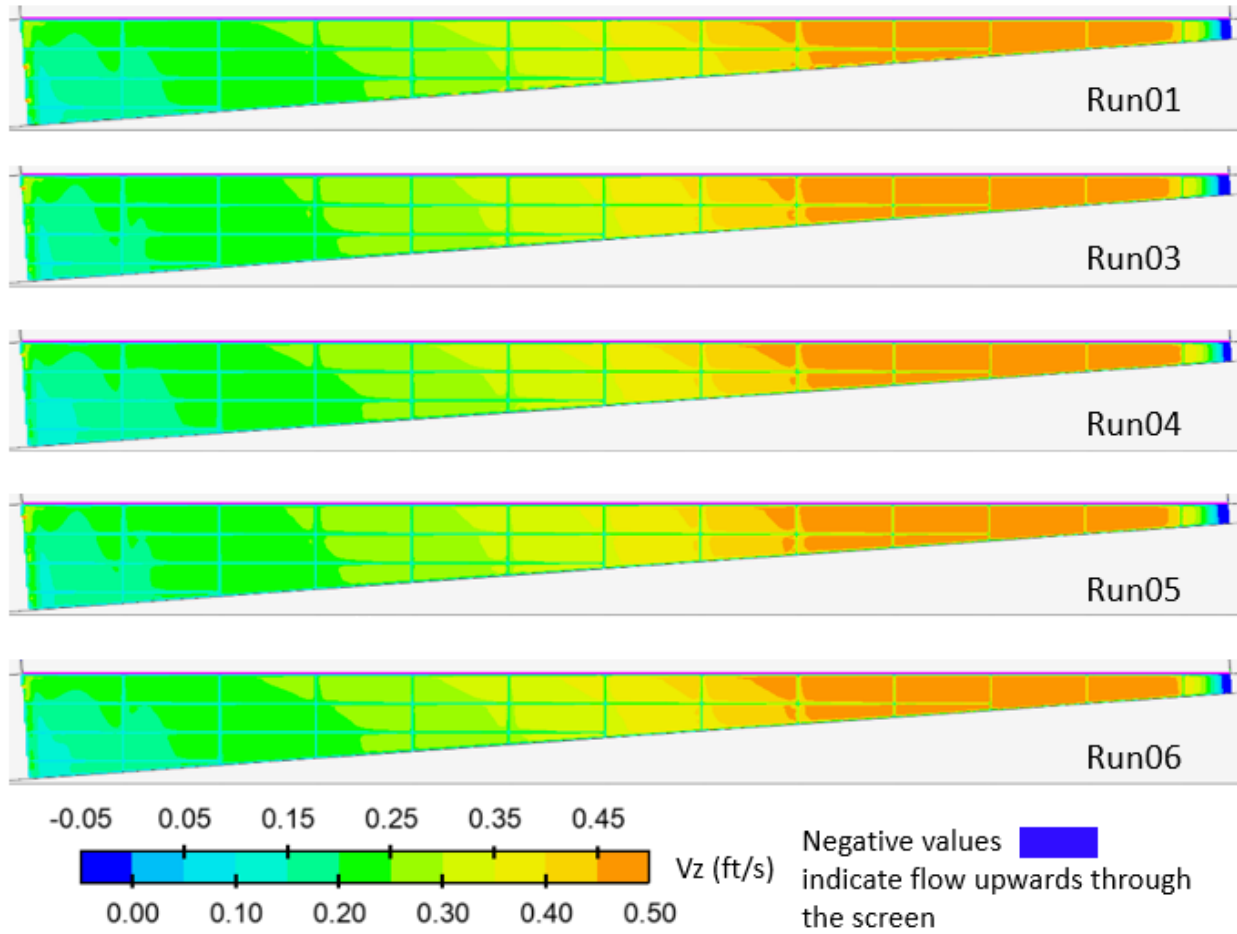 Run01
Run03
Run04
Run05
Run06
-0.05 0.05 0.15 0.25 0.35 0.45
Vz (ft/s)
0.00 0.10 0.20 0.30 0.40 0.50
Negative values
indicate flow upwards through
the screen